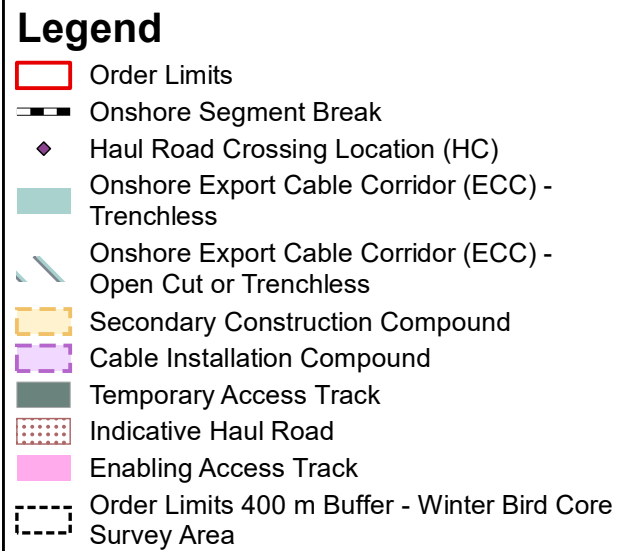 Legend
Order Limits
Onshore Segment Break
Haul Road Crossing Location (HC)
Onshore Export Cable Corridor (ECC) -
Trenchless
Onshore Export Cable Corridor (ECC) -
Open Cut or Trenchless
Secondary Construction Compound
Cable Installation Compound
Temporary Access Track
Indicative Haul Road
Enabling Access Track
Order Limits 400 m Buffer - Winter Bird Core
Survey Area